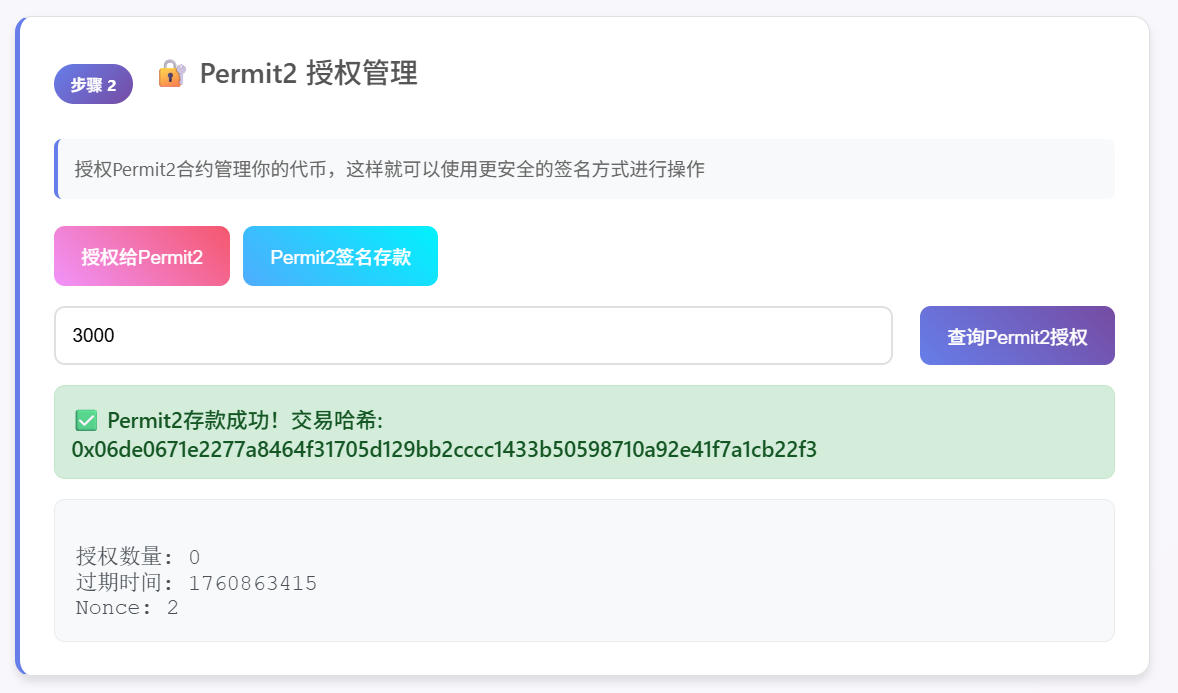 步骤 2
Permit2 授权管理
授权Permit2合约管理你的代币，这样就可以使用更安全的签名方式进行操作
授权给Permit2
Permit2签名存款
3000
查询Permit2授权
Permit2存款成功！交易哈希:
0x06de0671e2277a8464f31705d129bb2cccc1433b50598710a92e41f7a1cb22f3
授权数量: 0
过期时间: 1760863415
Nonce: 2